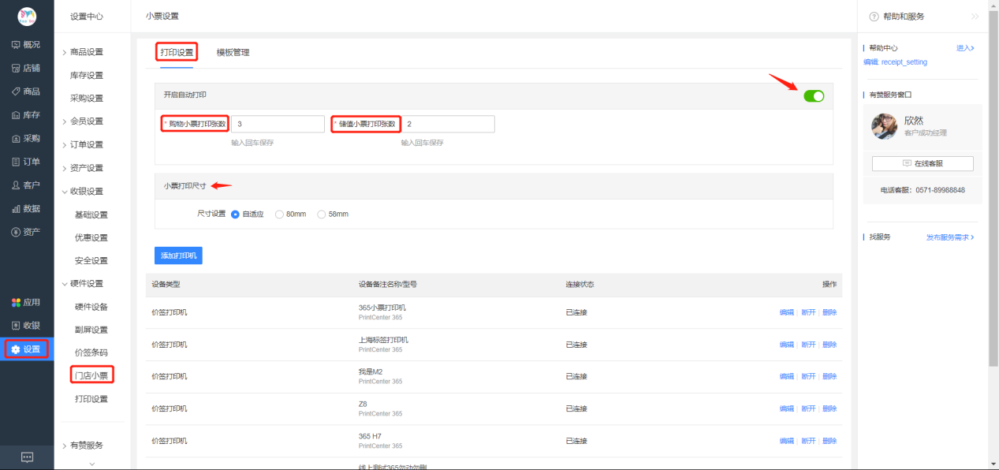 设置中心
概况
店铺
商品
库存
采购
订单
客户
数据
资产
应用
收银
设置
商品设置
库存设置
采购设置
会员设置
订单设置
资产设置
收银设置
基础设置
优惠设置
安全设置
硬件设置
硬件设备
副屏设置
价签条码
门店小票
打印设置
有赞服务
小票设置
打印设置 模板管理
开启自动打印
* 购物小票打印张数 3 * 储值小票打印张数 2
输入回车保存 输入回车保存
小票打印尺寸
尺寸设置 自适应 80mm 58mm
添加打印机
设备类型 设备备注名称/型号 连接状态 操作
价签打印机 365小票打印机 已连接 编辑 | 断开 | 删除
PrintCenter 365
价签打印机 上海标签打印机 已连接 编辑 | 断开 | 删除
PrintCenter 365
价签打印机 我是M2 已连接 编辑 | 断开 | 删除
PrintCenter 365
价签打印机 Z8 已连接 编辑 | 断开 | 删除
PrintCenter 365
价签打印机 365 H7 已连接 编辑 | 断开 | 删除
PrintCenter 365
线上测试365勿动勿删
? 帮助和服务
帮助中心 进入
编辑: receipt_setting
有赞服务窗口
欣然
客户成功经理
在线客服
电话客服：0571-89988848
找服务 发布服务需求